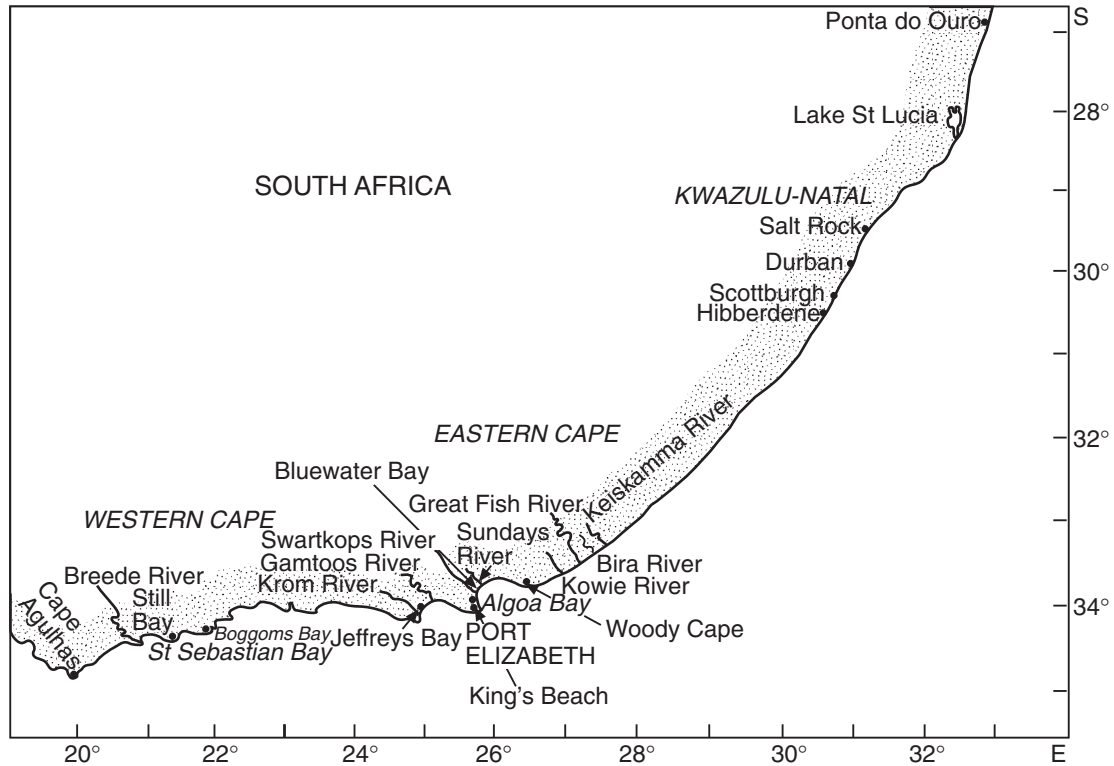 Ponta do Ouro
S
Lake St Lucia
28°
SOUTH AFRICA
KWAZULU-NATAL
Salt Rock
Durban
30°
Scottburgh
Hibberdene
Keiskamma River
EASTERN CAPE
32°
Bluewater Bay
Great Fish River
WESTERN CAPE
Swartkops River
Sundays
River
Gamtoos River
Bira River
Breede River
Krom River
Kowie River
Still
Bay
Cape
Agulhas
Algoa Bay
34°
Boggoms Bay
Jeffreys Bay
PORT
ELIZABETH
Woody Cape
St Sebastian Bay
King's Beach
20°
22°
24°
26°
28°
30°
32°
E